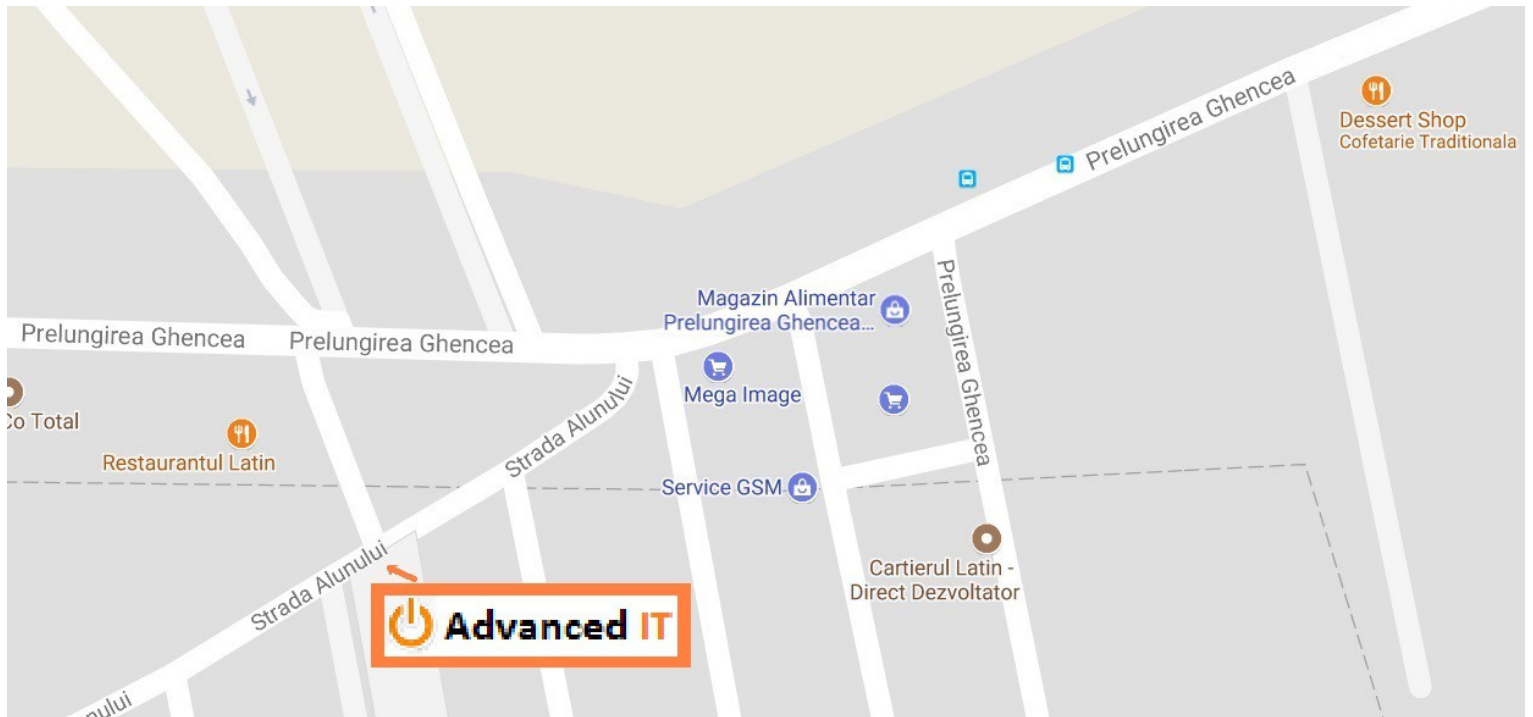 Prelungirea Ghencea
Dessert Shop
Cofetarie Traditionala
Prelungirea Ghencea
Magazin Alimentar
Prelungirea Ghencea...
Prelungirea Ghencea
Prelungirea Ghencea
Mega Image
Co Total
Strada Alunului
Restaurantul Latin
Service GSM
Strada Alunului
Cartierul Latin -
Direct Dezvoltator
Advanced IT
ului